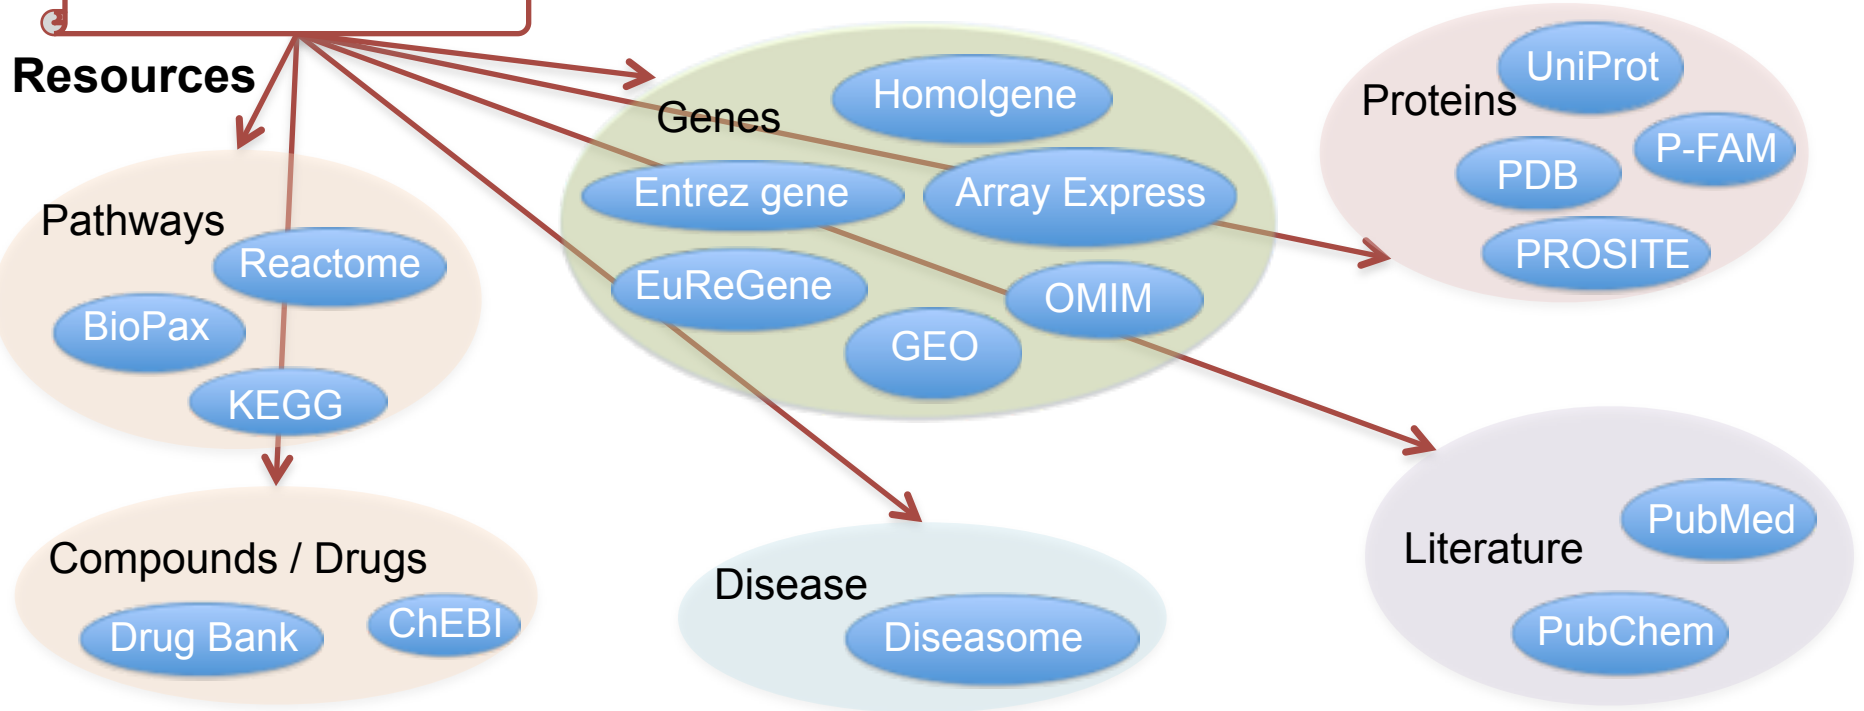 Resources
Pathways
Reactome
BioPax
KEGG
Genes
Homolgene
Entrez gene
Array Express
EuReGene
OMIM
GEO
Proteins
UniProt
P-FAM
PDB
PROSITE
Compounds / Drugs
Drug Bank
ChEBI
Disease
Diseasome
Literature
PubMed
PubChem